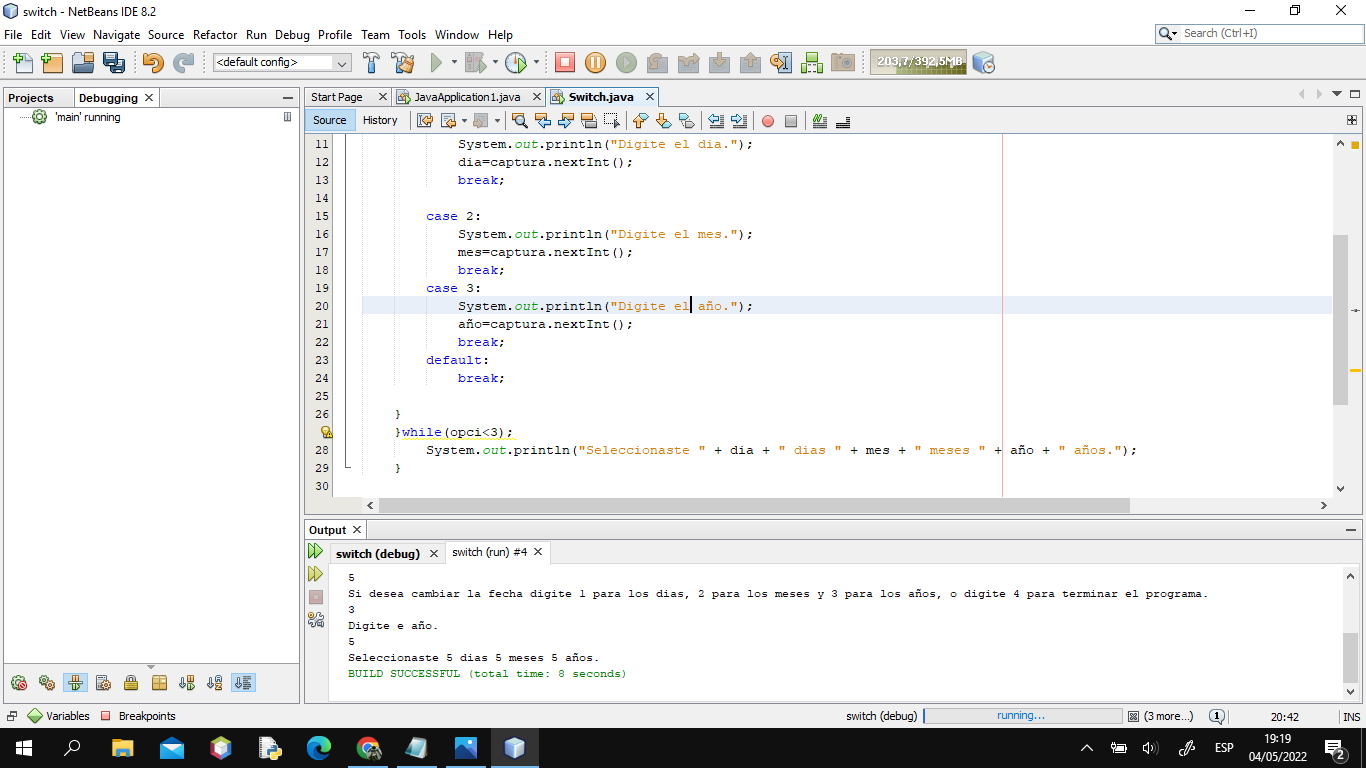 switch - NetBeans IDE 8.2
File Edit View Navigate Source Refactor Run Debug Profile Team Tools Window Help
Search (Ctrl+I)
<default config>
203,7/392,5MB
Projects Debugging
Start Page JavaApplication1.java Switch.java
'main' running
Source History
11 System.out.println("Digite el dia.");
12 dia=captura.nextInt();
13 break;
14
15 case 2:
16 System.out.println("Digite el mes.");
17 mes=captura.nextInt();
18 break;
19 case 3:
20 System.out.println("Digite el año.");
21 año=captura.nextInt();
22 break;
23 default:
24 break;
25
26 }
}while(opci<3);
28 System.out.println("Seleccionaste " + dia + " dias " + mes + " meses " + año + " años.");
29 }
30
Output
switch (debug) switch (run) #4
5
Si desea cambiar la fecha digite 1 para los dias, 2 para los meses y 3 para los años, o digite 4 para terminar el programa.
3
Digite e año.
5
Seleccionaste 5 dias 5 meses 5 años.
BUILD SUCCESSFUL (total time: 8 seconds)
Variables Breakpoints
switch (debug) running... (3 more...) 1 20:42 INS
ESP
19:19
04/05/2022
2